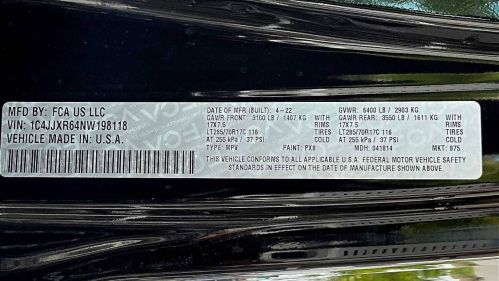 MFD BY: FCA US LLC
VIN: 1C4JJXR64NW198118
VEHICLE MADE IN: U.S.A.
DATE OF MFR (BUILT): 4-22 GVWR: 6400 LB / 2903 KG
GAWR FRONT: 3100 LB / 1407 KG WITH GAWR REAR: 3550 LB / 1611 KG WITH
17X7.5 RIMS 17X7.5 RIMS
LT285/70R17C 116 TIRES LT285/70R17C 116 TIRES
AT 255 kPa / 37 PSI COLD AT 255 kPa / 37 PSI COLD
TYPE: MPV PAINT: PX8 MDH: 041814 MKT: 875
THIS VEHICLE CONFORMS TO ALL APPLICABLE U.S.A. FEDERAL MOTOR VEHICLE SAFETY
STANDARDS IN EFFECT ON THE DATE OF MANUFACTURE SHOWN ABOVE.